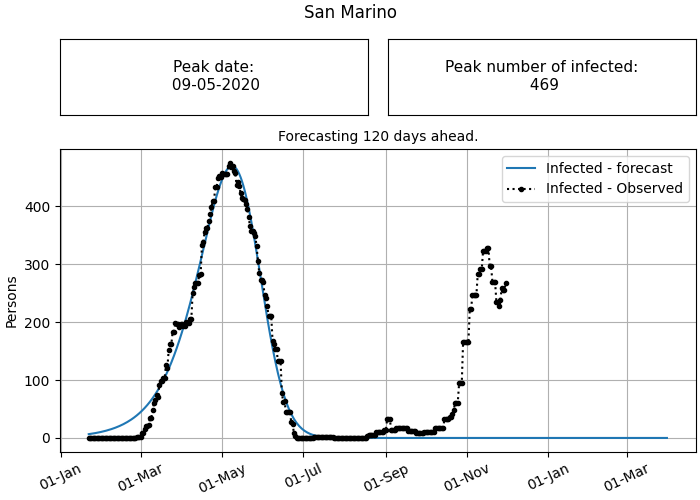 San Marino
Peak date:
09-05-2020
Peak number of infected:
469
Forecasting 120 days ahead.
Infected - forecast
Infected - Observed
Persons
400
300
200
100
0
01-Jan
01-Mar
01-May
01-Jul
01-Sep
01-Nov
01-Jan
01-Mar